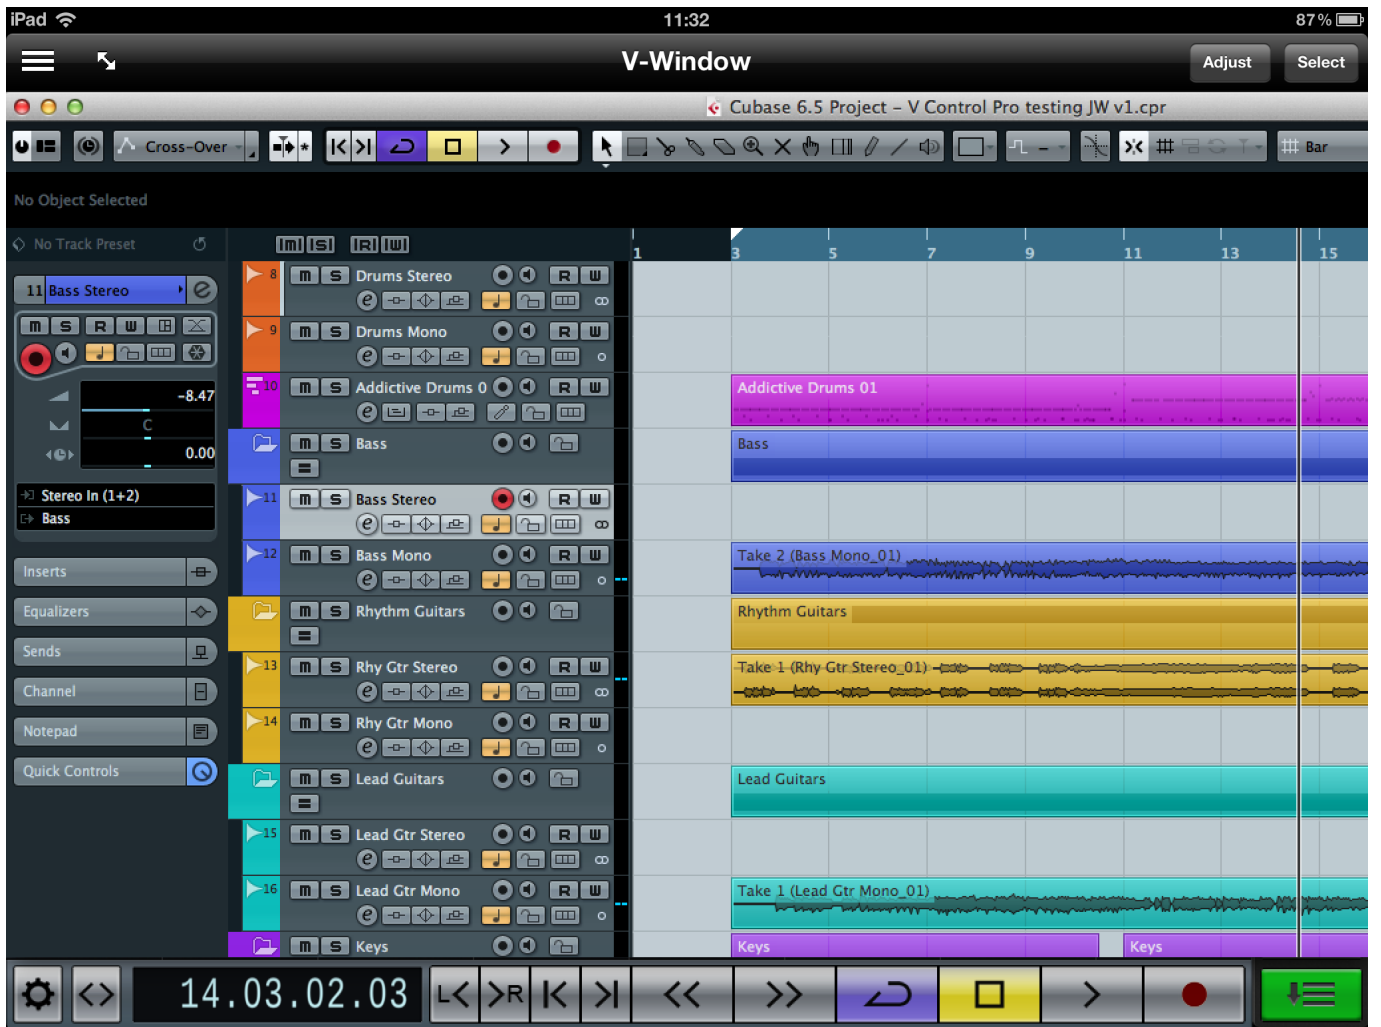 iPad 11:32 87%
V-Window
Adjust Select
Cubase 6.5 Project – V Control Pro testing JW v1.cpr
Cross-Over Bar
No Object Selected
No Track Preset m S R W
1 3 5 7 9 11 13 15
11 Bass Stereo e
m S R W
-8.47
C
0.00
Stereo In (1+2)
Bass
Inserts
Equalizers
Sends
Channel
Notepad
Quick Controls
8 m S Drums Stereo R W
e
9 m S Drums Mono R W
e
10 m S Addictive Drums 0 R W
e
Addictive Drums 01
m S Bass
Bass
11 m S Bass Stereo R W
e
12 m S Bass Mono R W
e
Take 2 (Bass Mono_01)
m S Rhythm Guitars
Rhythm Guitars
13 m S Rhy Gtr Stereo R W
e
Take 1 (Rhy Gtr Stereo_01)
14 m S Rhy Gtr Mono R W
e
m S Lead Guitars
Lead Guitars
15 m S Lead Gtr Stereo R W
e
16 m S Lead Gtr Mono R W
e
Take 1 (Lead Gtr Mono_01)
m S Keys
Keys Keys
14.03.02.03 L< >R